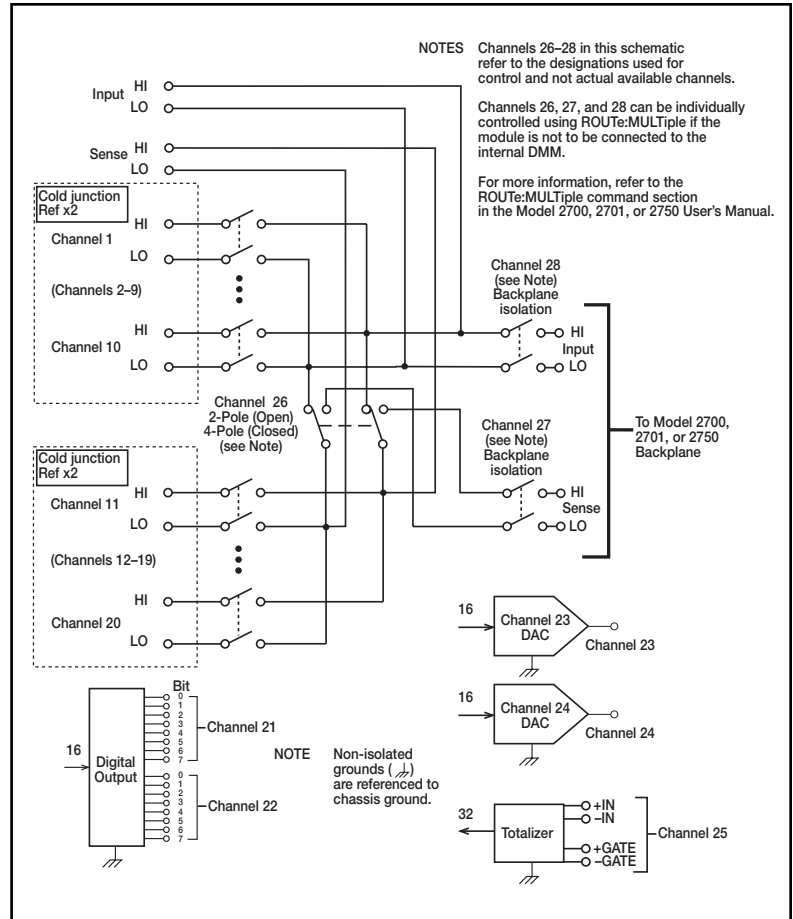 NOTES Channels 26–28 in this schematic
refer to the designations used for
control and not actual available channels.
Channels 26, 27, and 28 can be individually
controlled using ROUTe:MULTiple if the
module is not to be connected to the
internal DMM.
For more information, refer to the
ROUTe:MULTiple command section
in the Model 2700, 2701, or 2750 User's Manual.
Input HI
LO
Sense HI
LO
Cold junction
Ref x2
HI
Channel 1
LO
(Channels 2–9)
HI
Channel 10
LO
Channel 28
(see Note)
Backplane
isolation
HI
Input
LO
Channel 26
2-Pole (Open)
4-Pole (Closed)
(see Note)
Channel 27
(see Note)
Backplane
isolation
HI
Sense
LO
To Model 2700,
2701, or 2750
Backplane
Cold junction
Ref x2
HI
Channel 11
LO
(Channels 12–19)
HI
Channel 20
LO
16
Channel 23
DAC
Channel 23
16
Channel 24
DAC
Channel 24
Bit
16
Digital
Output
0
1
2
3
4
5
6
7
Channel 21
0
1
2
3
4
5
6
7
Channel 22
NOTE Non-isolated
grounds ( )
are referenced to
chassis ground.
32
Totalizer
+IN
–IN
+GATE
–GATE
Channel 25